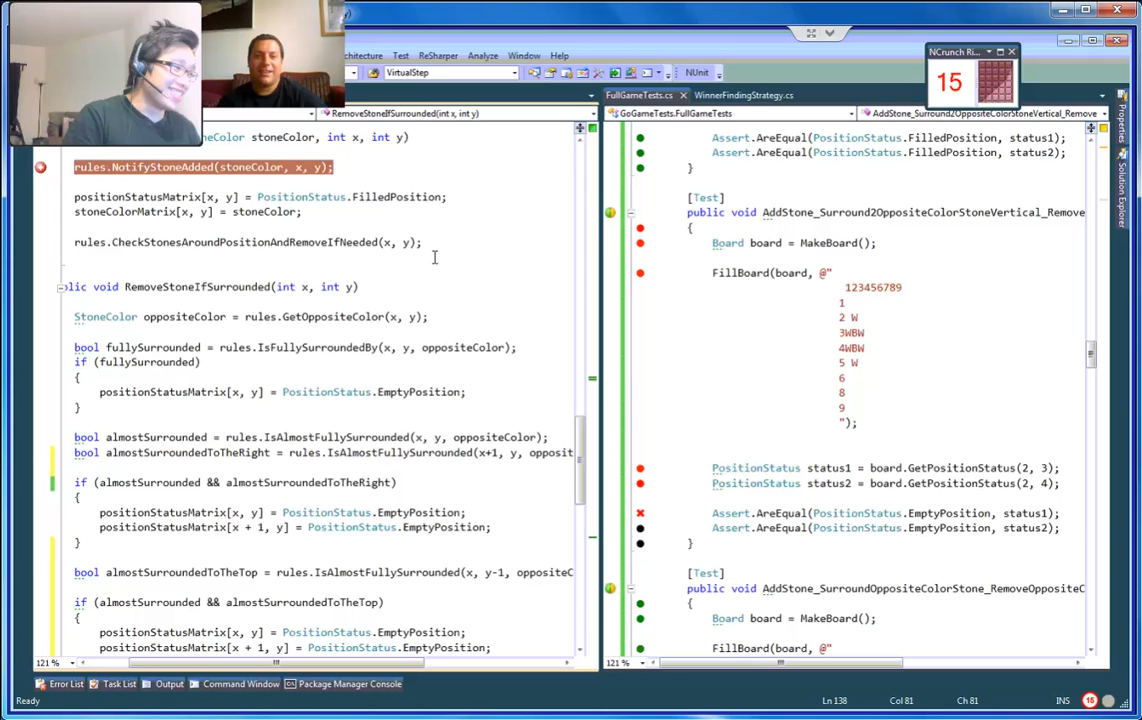 chitecture Test ReSharper Analyze Window Help
NCrunch Ri...
15
VirtualStep
NUnit
RemoveStoneIfSurrounded(int x, int y)
FullGameTests.cs
WinnerFindingStrategy.cs
GoGameTests.FullGameTests
AddStone_Surround2OppositeColorStoneVertical_Remove
Properties
Solution Explorer
neColor stoneColor, int x, int y)
rules.NotifyStoneAdded(stoneColor, x, y);
positionStatusMatrix[x, y] = PositionStatus.FilledPosition;
stoneColorMatrix[x, y] = stoneColor;
rules.CheckStonesAroundPositionAndRemoveIfNeeded(x, y);
blic void RemoveStoneIfSurrounded(int x, int y)
StoneColor oppositeColor = rules.GetOppositeColor(x, y);
bool fullySurrounded = rules.IsFullySurroundedBy(x, y, oppositeColor);
if (fullySurrounded)
{
positionStatusMatrix[x, y] = PositionStatus.EmptyPosition;
}
bool almostSurrounded = rules.IsAlmostFullySurrounded(x, y, oppositeColor);
bool almostSurroundedToTheRight = rules.IsAlmostFullySurrounded(x+1, y, opposit
if (almostSurrounded && almostSurroundedToTheRight)
{
positionStatusMatrix[x, y] = PositionStatus.EmptyPosition;
positionStatusMatrix[x + 1, y] = PositionStatus.EmptyPosition;
}
bool almostSurroundedToTheTop = rules.IsAlmostFullySurrounded(x, y-1, oppositeC
if (almostSurrounded && almostSurroundedToTheTop)
{
positionStatusMatrix[x, y] = PositionStatus.EmptyPosition;
positionStatusMatrix[x + 1, y] = PositionStatus.EmptyPosition;
121 %
Assert.AreEqual(PositionStatus.FilledPosition, status1);
Assert.AreEqual(PositionStatus.FilledPosition, status2);
}
[Test]
public void AddStone_Surround2OppositeColorStoneVertical_Remove
{
Board board = MakeBoard();
FillBoard(board, @"
123456789
1
2 W
3WBW
4WBW
5 W
6
8
9
");
PositionStatus status1 = board.GetPositionStatus(2, 3);
PositionStatus status2 = board.GetPositionStatus(2, 4);
Assert.AreEqual(PositionStatus.EmptyPosition, status1);
Assert.AreEqual(PositionStatus.EmptyPosition, status2);
}
[Test]
public void AddStone_SurroundOppositeColorStone_RemoveOppositeC
{
Board board = MakeBoard();
FillBoard(board, @"
121 %
Error List Task List Output Command Window Package Manager Console
Ready Ln 138 Col 81 Ch 81 INS 15